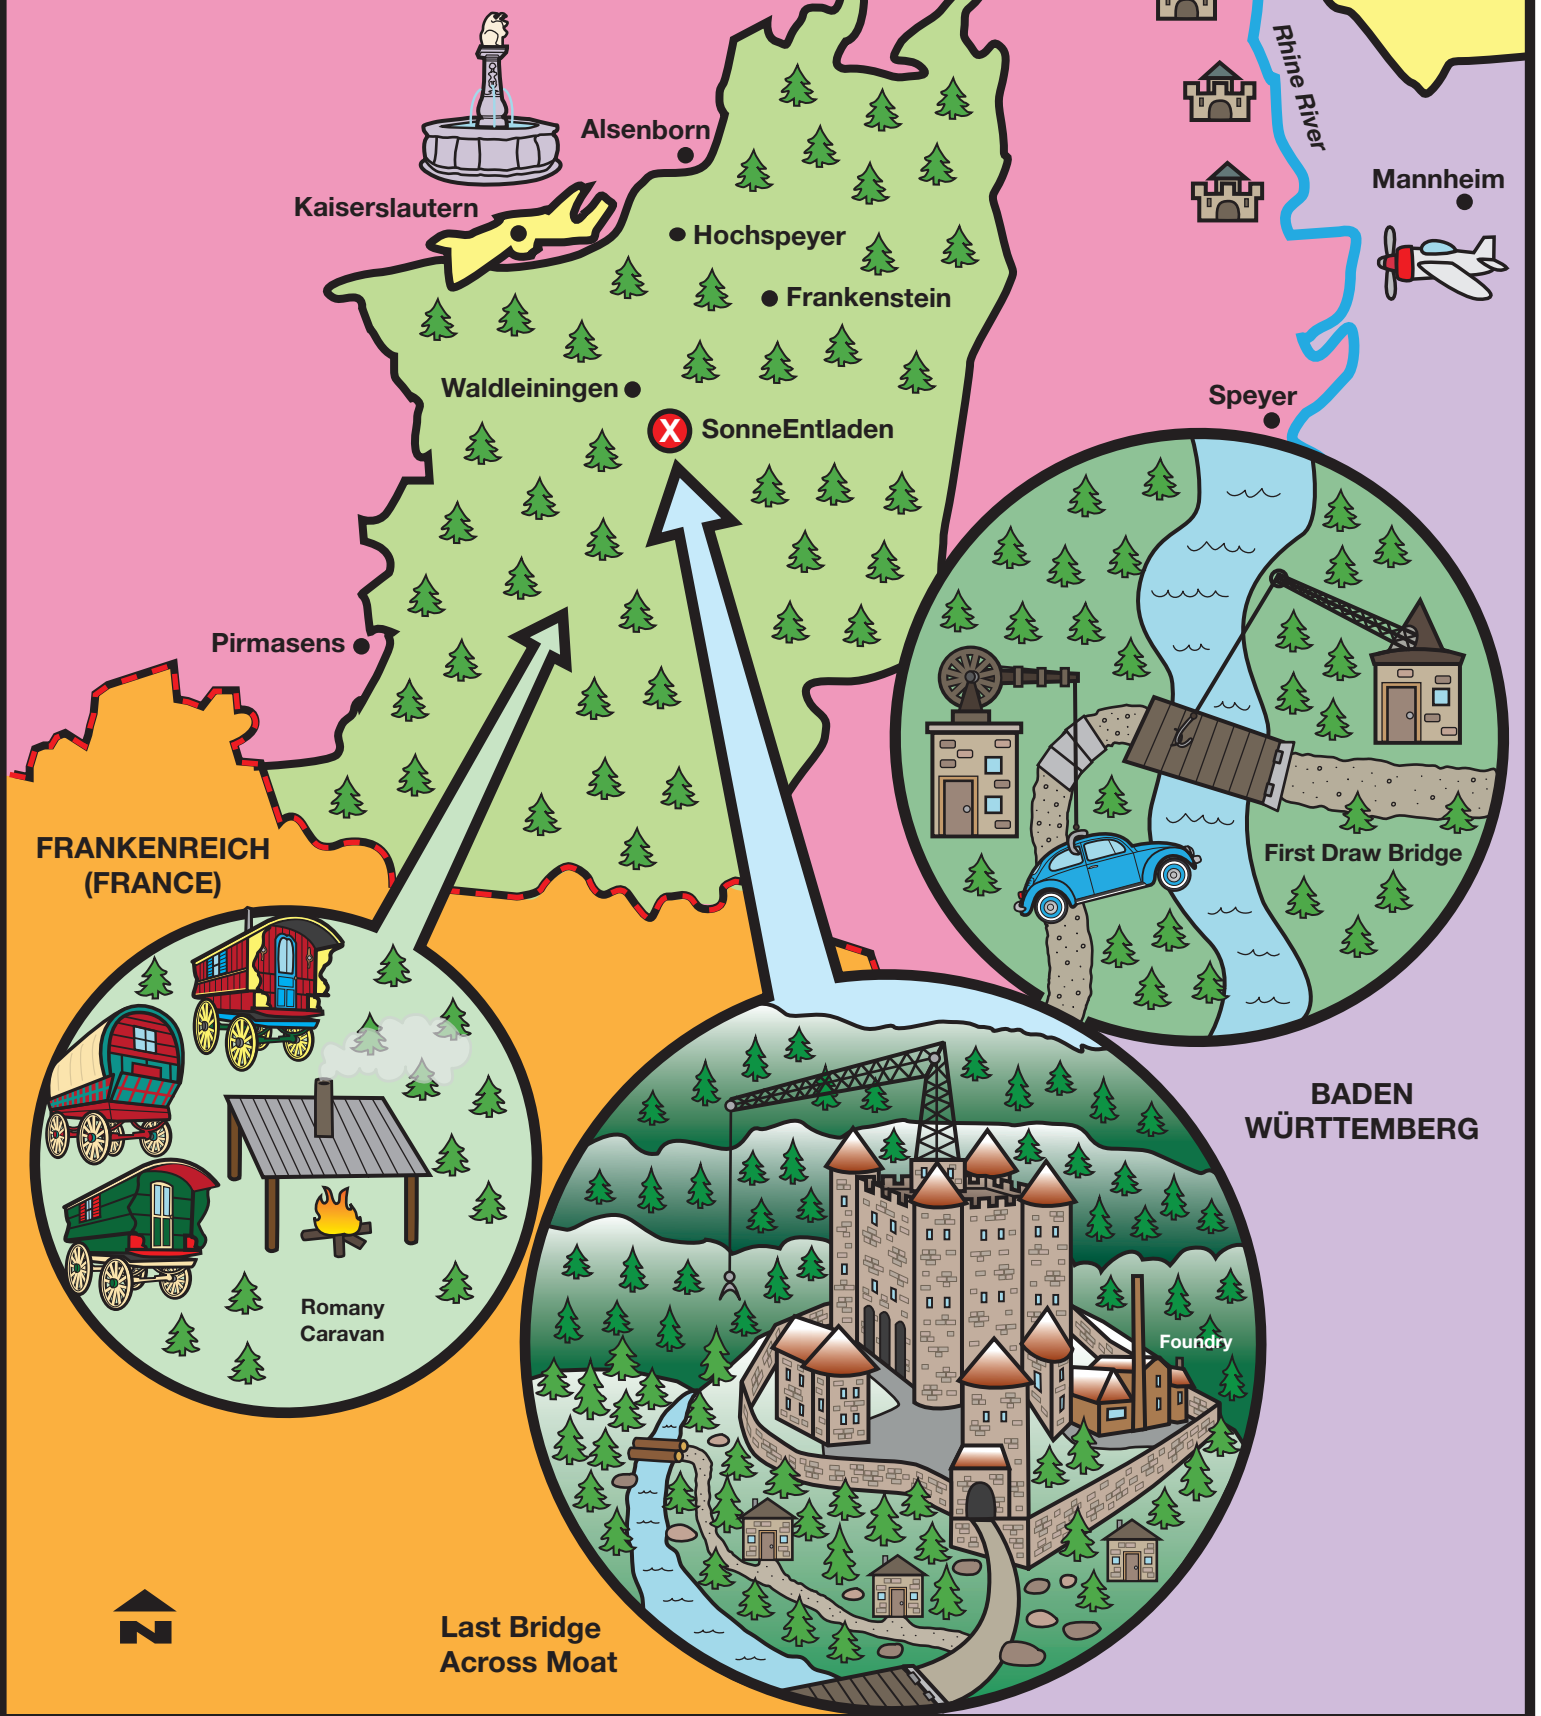 Rhine River
Alsenborn
Mannheim
Kaiserslautern
Hochspeyer
Frankenstein
Waldleiningen
Speyer
X SonneEntladen
Pirmasens
FRANKENREICH
(FRANCE)
First Draw Bridge
BADEN
WÜRTTEMBERG
Romany
Caravan
Foundry
Last Bridge
Across Moat
N